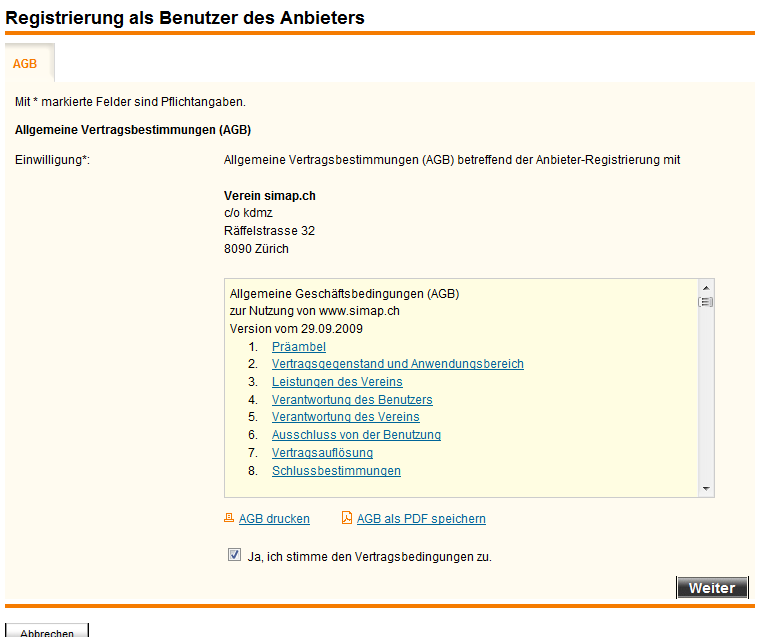 Registrierung als Benutzer des Anbieters
AGB
Mit * markierte Felder sind Pflichtangaben.
Allgemeine Vertragsbestimmungen (AGB)
Einwilligung*:
Allgemeine Vertragsbestimmungen (AGB) betreffend der Anbieter-Registrierung mit
Verein simap.ch
c/o kdmz
Räffelstrasse 32
8090 Zürich
Allgemeine Geschäftsbedingungen (AGB)
zur Nutzung von www.simap.ch
Version vom 29.09.2009
1. Präambel
2. Vertragsgegenstand und Anwendungsbereich
3. Leistungen des Vereins
4. Verantwortung des Benutzers
5. Verantwortung des Vereins
6. Ausschluss von der Benutzung
7. Vertragsauflösung
8. Schlussbestimmungen
AGB drucken AGB als PDF speichern
Ja, ich stimme den Vertragsbedingungen zu.
Weiter
Abbrechen